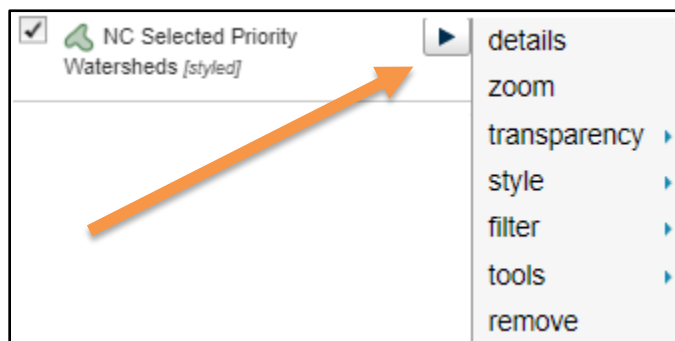 NC Selected Priority
Watersheds [styled]
details
zoom
transparency
style
filter
tools
remove